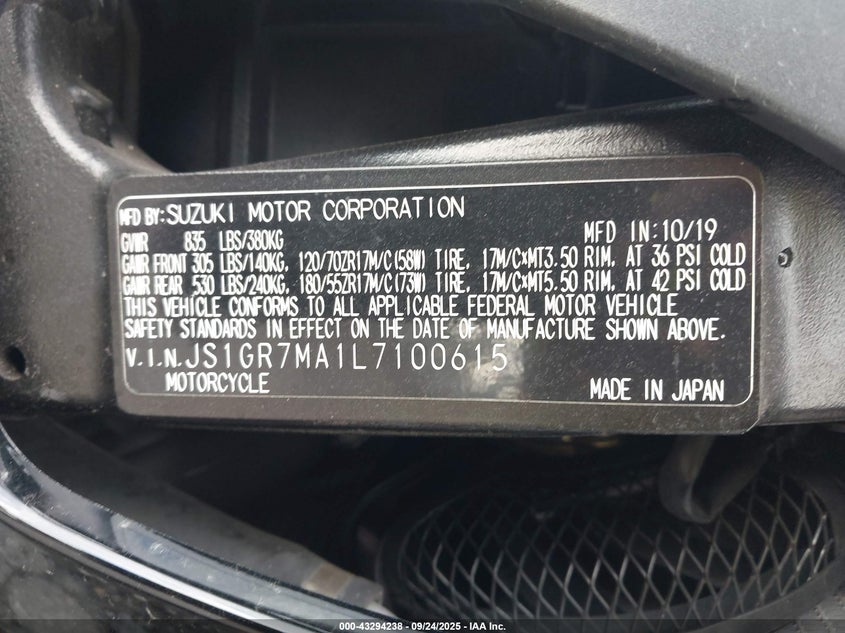 MFD BY:SUZUKI MOTOR CORPORATION
GVWR 835 LBS/380KG MFD IN:10/19
GAWR FRONT 305 LBS/140KG, 120/70ZR17M/C(58W) TIRE, 17M/C×MT3.50 RIM, AT 36 PSI COLD
GAWR REAR 530 LBS/240KG, 180/55ZR17M/C(73W) TIRE, 17M/C×MT5.50 RIM, AT 42 PSI COLD
THIS VEHICLE CONFORMS TO ALL APPLICABLE FEDERAL MOTOR VEHICLE
SAFETY STANDARDS IN EFFECT ON THE DATE OF MANUFACTURE SHOWN ABOVE.
V.I.N.JS1GR7MA1L7100615
MOTORCYCLE MADE IN JAPAN
000-43294238 - 09/24/2025 - IAA Inc.